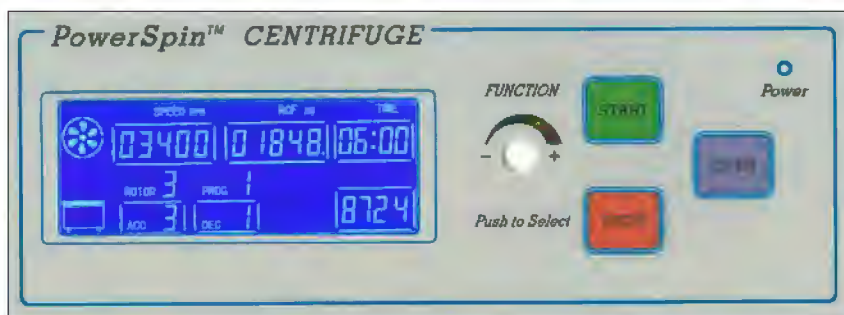 PowerSpin™ CENTRIFUGE
SPEED rpm RCF xg TIME
03400 01848 06:00
ROTOR 3 PROG 1
ACC 3 DEC 1 8724
FUNCTION
- +
Push to Select
START
Power